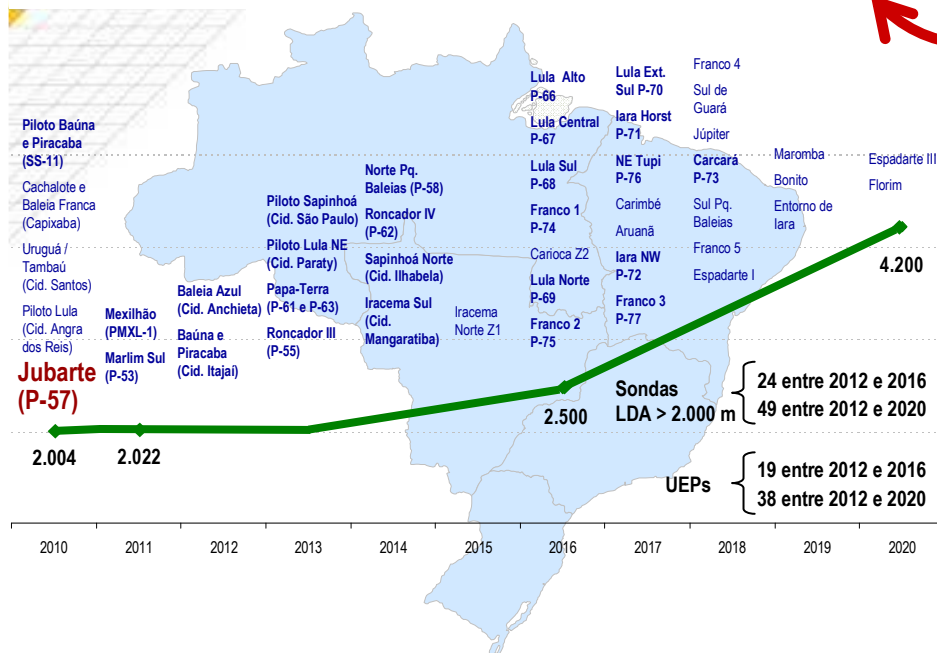 Piloto Baúna
e Piracaba
(SS-11)
Cachalote e
Baleia Franca
(Capixaba)
Uruguá /
Tambaú
(Cid. Santos)
Piloto Lula
(Cid. Angra
dos Reis)
Jubarte
(P-57)
Mexilhão
(PMXL-1)
Marlim Sul
(P-53)
Baleia Azul
(Cid. Anchieta)
Baúna e
Piracaba
(Cid. Itajaí)
Piloto Sapinhoá
(Cid. São Paulo)
Piloto Lula NE
(Cid. Paraty)
Papa-Terra
(P-61 e P-63)
Roncador III
(P-55)
Norte Pq.
Baleias (P-58)
Roncador IV
(P-62)
Sapinhoá Norte
(Cid. Ilhabela)
Iracema Sul
(Cid.
Mangaratiba)
Iracema
Norte Z1
Lula Alto
P-66
Lula Central
P-67
Lula Sul
P-68
Franco 1
P-74
Carioca Z2
Lula Norte
P-69
Franco 2
P-75
Lula Ext.
Sul P-70
Iara Horst
P-71
NE Tupi
P-76
Carimbé
Aruanã
Iara NW
P-72
Franco 3
P-77
Franco 4
Sul de
Guará
Júpiter
Carcará
P-73
Sul Pq.
Baleias
Franco 5
Espadarte I
Maromba
Bonito
Entorno de
Iara
Espadarte III
Florim
2.004
2.022
2.500
4.200
Sondas
LDA > 2.000 m
24 entre 2012 e 2016
49 entre 2012 e 2020
UEPs
19 entre 2012 e 2016
38 entre 2012 e 2020
2010 2011 2012 2013 2014 2015 2016 2017 2018 2019 2020